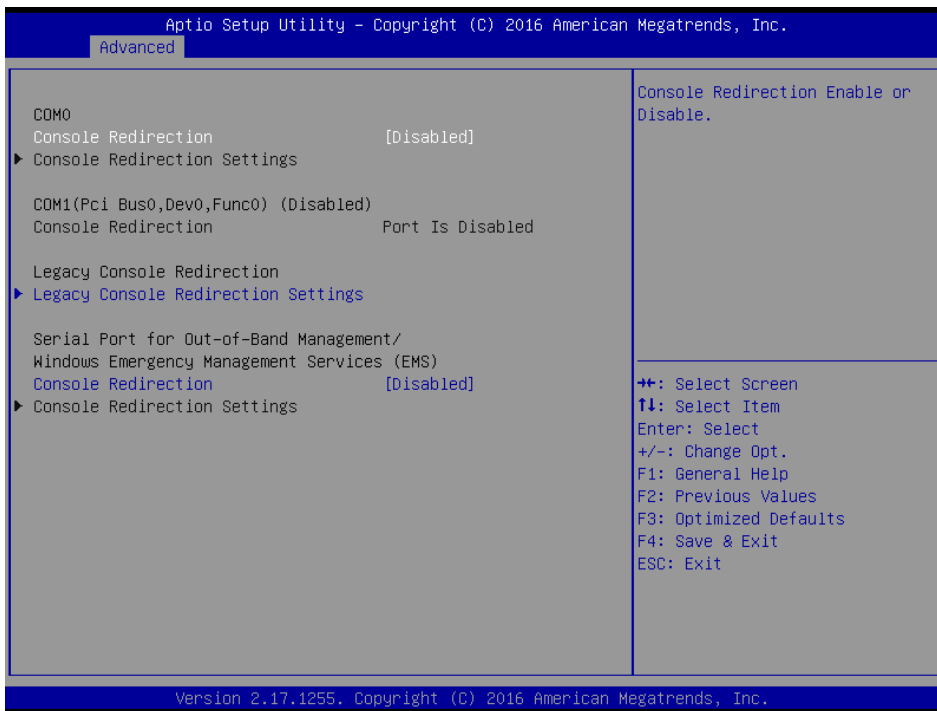 Aptio Setup Utility – Copyright (C) 2016 American Megatrends, Inc.
Advanced
COM0
Console Redirection [Disabled]
▶ Console Redirection Settings
COM1(Pci Bus0,Dev0,Func0) (Disabled)
Console Redirection Port Is Disabled
Legacy Console Redirection
▶ Legacy Console Redirection Settings
Serial Port for Out-of-Band Management/
Windows Emergency Management Services (EMS)
Console Redirection [Disabled]
▶ Console Redirection Settings
Console Redirection Enable or
Disable.
→←: Select Screen
↑↓: Select Item
Enter: Select
+/-: Change Opt.
F1: General Help
F2: Previous Values
F3: Optimized Defaults
F4: Save & Exit
ESC: Exit
Version 2.17.1255. Copyright (C) 2016 American Megatrends, Inc.